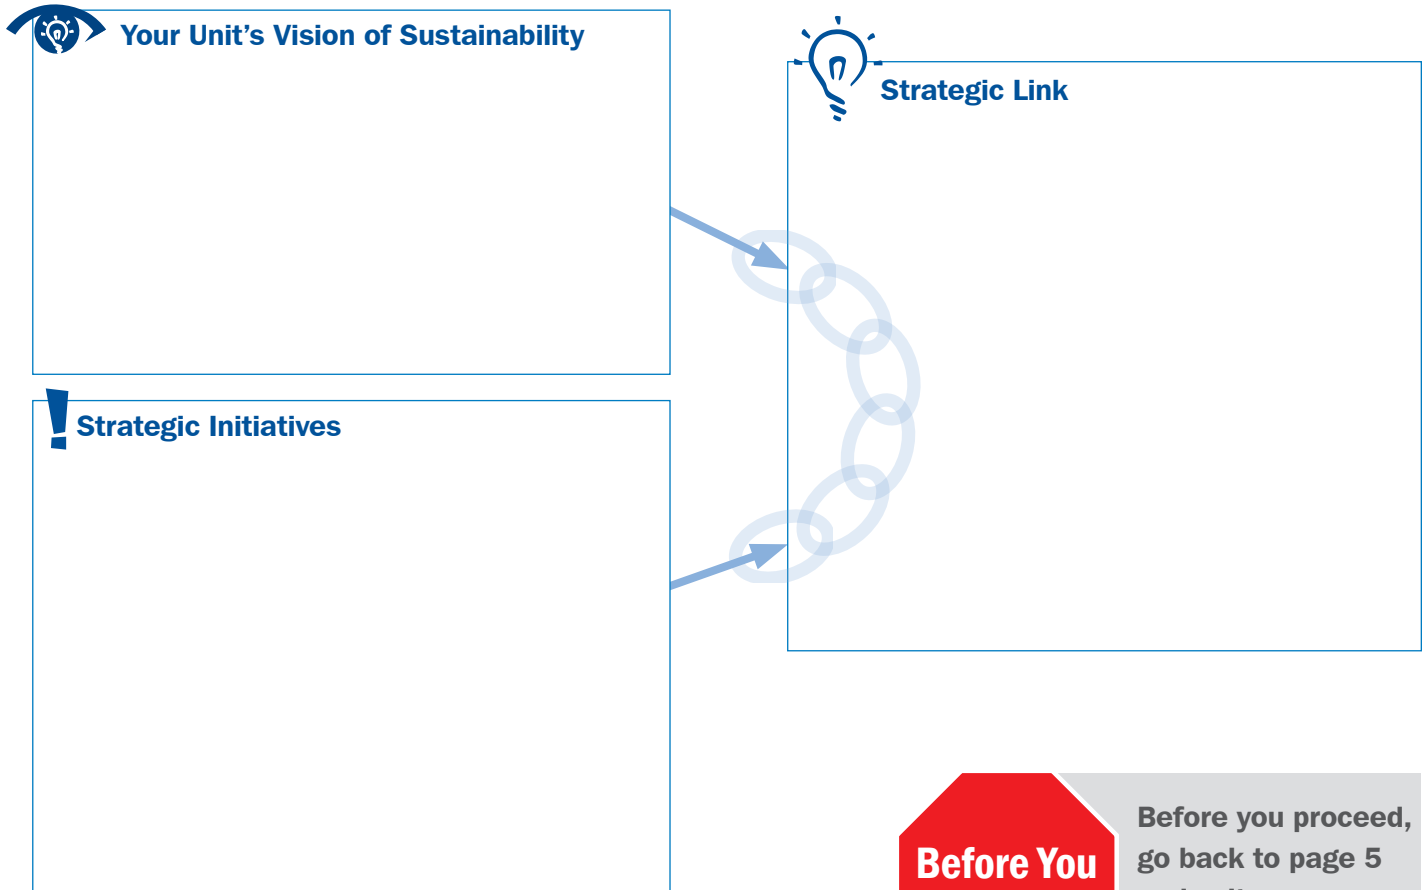 Your Unit's Vision of Sustainability
Strategic Link
Strategic Initiatives
Before You
Before you proceed,
go back to page 5